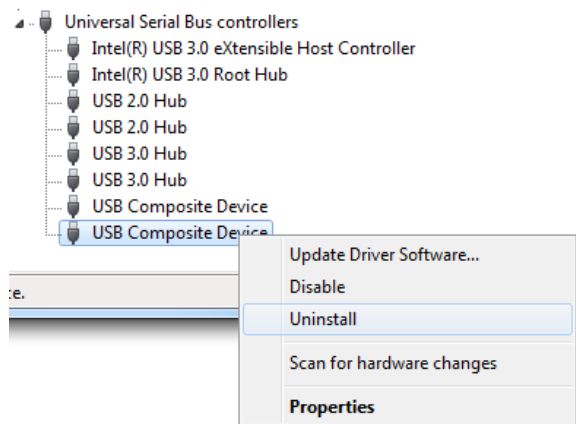 Universal Serial Bus controllers
Intel(R) USB 3.0 eXtensible Host Controller
Intel(R) USB 3.0 Root Hub
USB 2.0 Hub
USB 2.0 Hub
USB 3.0 Hub
USB 3.0 Hub
USB Composite Device
USB Composite Device
Update Driver Software...
Disable
Uninstall
Scan for hardware changes
Properties